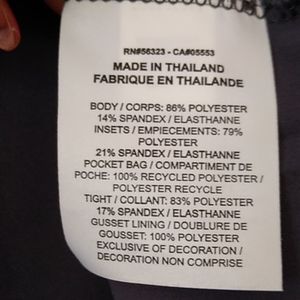 RN#56323 - CA#05553
MADE IN THAILAND
FABRIQUE EN THAILANDE
BODY / CORPS: 86% POLYESTER
14% SPANDEX / ELASTHANNE
INSETS / EMPIECEMENTS: 79%
POLYESTER
21% SPANDEX / ELASTHANNE
POCKET BAG / COMPARTIMENT DE
POCHE: 100% RECYCLED POLYESTER /
POLYESTER RECYCLE
TIGHT / COLLANT: 83% POLYESTER
17% SPANDEX / ELASTHANNE
GUSSET LINING / DOUBLURE DE
GOUSSET: 100% POLYESTER
EXCLUSIVE OF DECORATION /
DECORATION NON COMPRISE